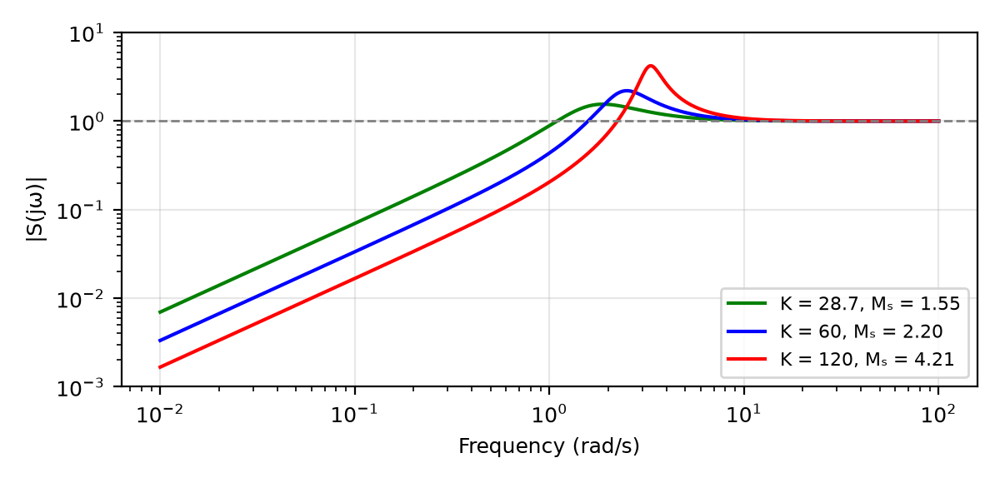 10¹
10⁰
10⁻¹
10⁻²
10⁻³
|S(jω)|
K = 28.7, Mₛ = 1.55
K = 60, Mₛ = 2.20
K = 120, Mₛ = 4.21
10⁻² 10⁻¹ 10⁰ 10¹ 10²
Frequency (rad/s)